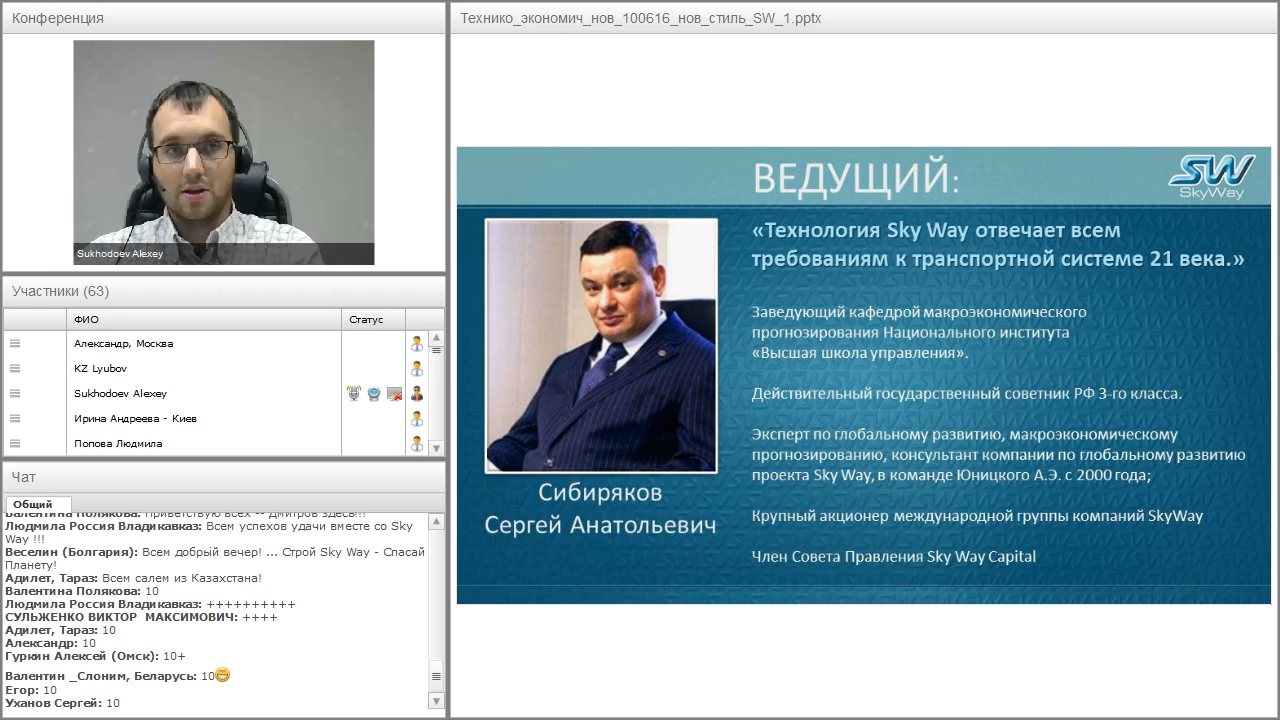 Конференция
Sukhodoev Alexey
Участники (63)
ФИО
Статус
Александр, Москва
KZ Lyubov
Sukhodoev Alexey
Ирина Андреева - Киев
Попова Людмила
Чат
Общий
Валентина Полякова: Приветствую всех -- Дмитров здесь!!!
Людмила Россия Владикавказ: Всем успехов удачи вместе со Sky
Way !!!
Веселин (Болгария): Всем добрый вечер! ... Строй Sky Way - Спасай
Планету!
Адилет, Тараз: Всем салем из Казахстана!
Валентина Полякова: 10
Людмила Россия Владикавказ: ++++++++++
СУЛЬЖЕНКО ВИКТОР МАКСИМОВИЧ: ++++
Адилет, Тараз: 10
Александр: 10
Гуркин Алексей (Омск): 10+
Валентин _Слоним, Беларусь: 10
Егор: 10
Уханов Сергей: 10
Технико_экономич_нов_100616_нов_стиль_SW_1.pptx
ВЕДУЩИЙ:
SW
SkyWay
«Технология Sky Way отвечает всем
требованиям к транспортной системе 21 века.»
Заведующий кафедрой макроэкономического
прогнозирования Национального института
«Высшая школа управления».
Действительный государственный советник РФ 3-го класса.
Эксперт по глобальному развитию, макроэкономическому
прогнозированию, консультант компании по глобальному развитию
проекта Sky Way, в команде Юницкого А.Э. с 2000 года;
Крупный акционер международной группы компаний SkyWay
Член Совета Правления Sky Way Capital
Сибиряков
Сергей Анатольевич